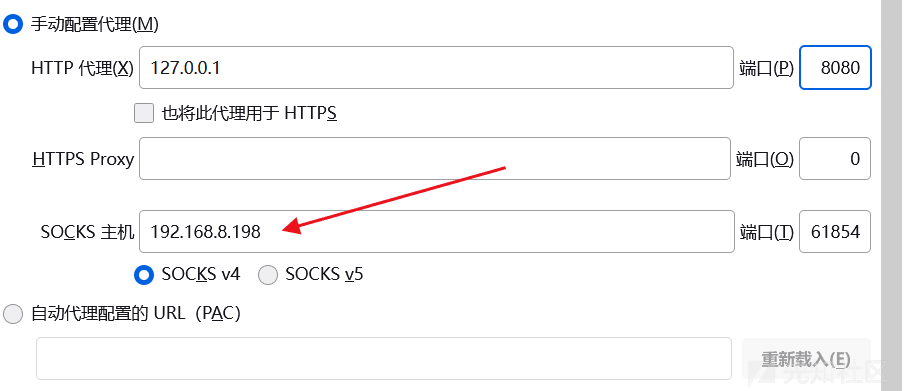 手动配置代理(M)
HTTP 代理(X) 127.0.0.1 端口(P) 8080
也将此代理用于 HTTPS
HTTPS Proxy 端口(O) 0
SOCKS 主机 192.168.8.198 端口(T) 61854
SOCKS v4 SOCKS v5
自动代理配置的 URL（PAC）
重新载入(E)
先知社区